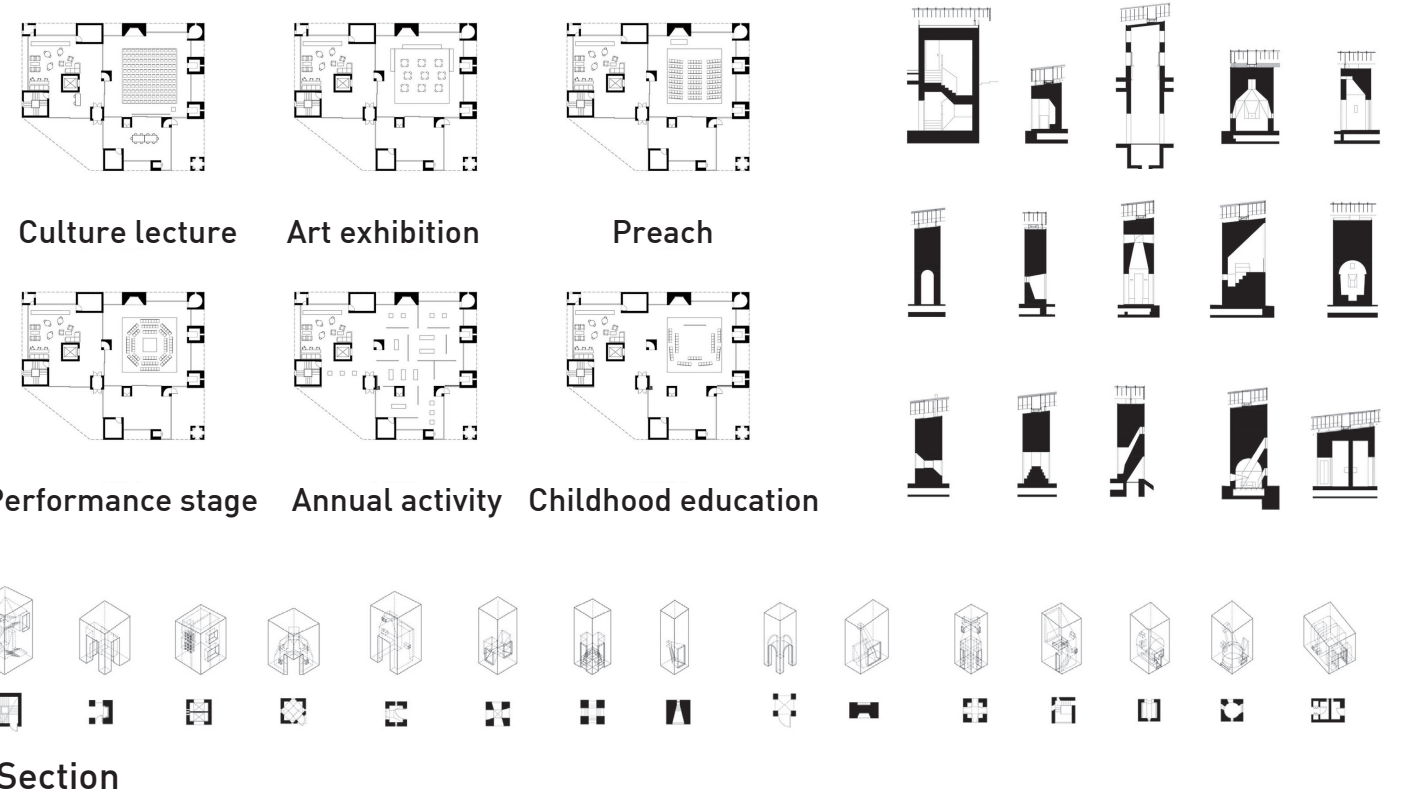 Culture lecture
Art exhibition
Preach
Performance stage
Annual activity
Childhood education
Section